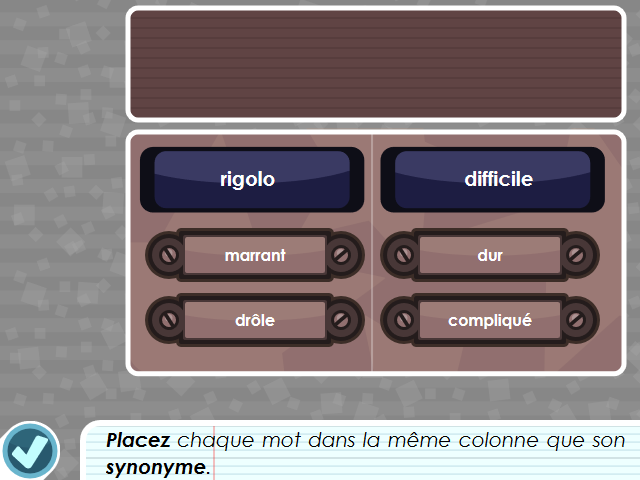 rigolo difficile
marrant dur
drôle compliqué
Placez chaque mot dans la même colonne que son
synonyme.